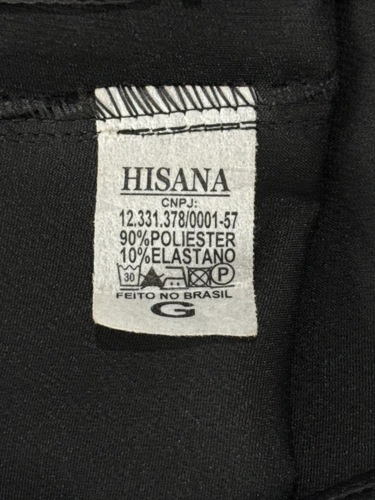 HISANA
CNPJ:
12.331.378/0001-57
90%POLIESTER
10%ELASTANO
30 P
FEITO NO BRASIL
G